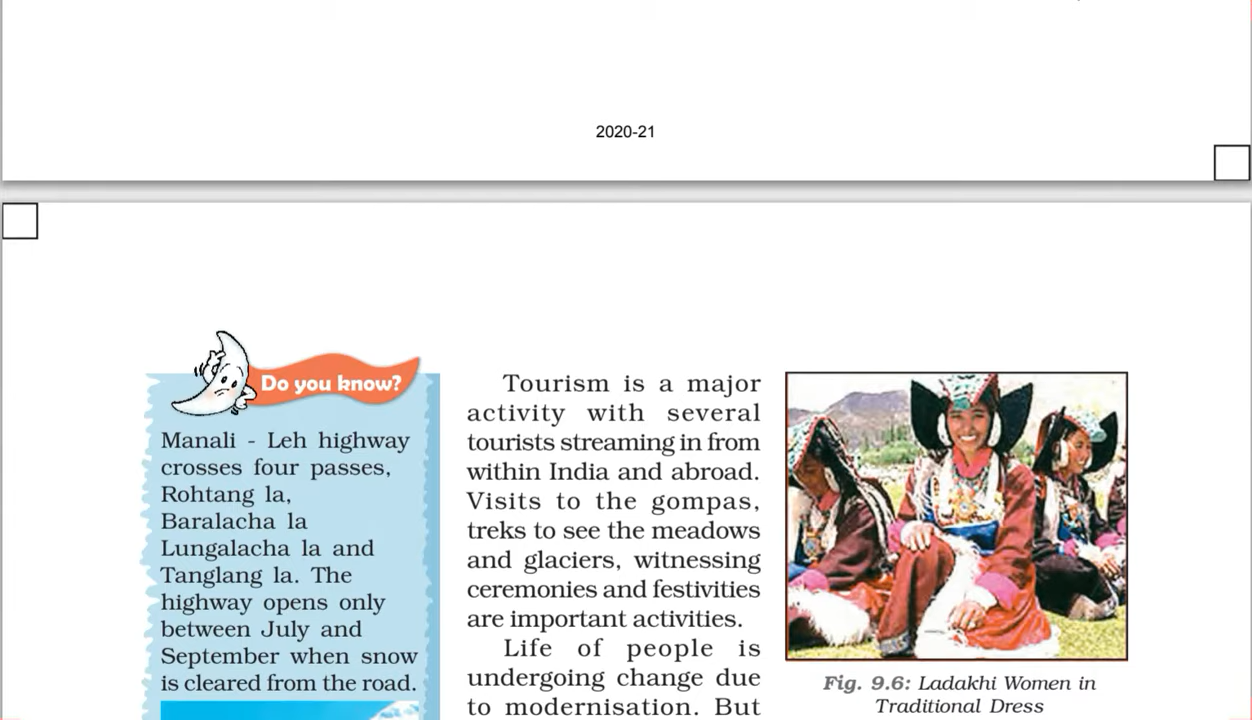 2020-21
Do you know?
Manali - Leh highway
crosses four passes,
Rohtang la,
Baralacha la
Lungalacha la and
Tanglang la. The
highway opens only
between July and
September when snow
is cleared from the road.
Tourism is a major
activity with several
tourists streaming in from
within India and abroad.
Visits to the gompas,
treks to see the meadows
and glaciers, witnessing
ceremonies and festivities
are important activities.
Life of people is
undergoing change due
to modernisation. But
Fig. 9.6: Ladakhi Women in
Traditional Dress